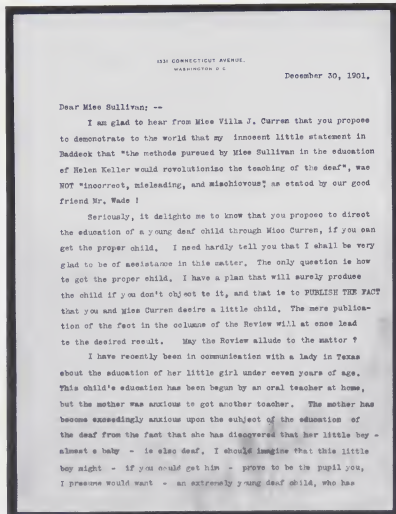 1331 CONNECTICUT AVENUE.
WASHINGTON D C
December 30, 1901.
Dear Miss Sullivan: --
I am glad to hear from Miss Villa J. Curren that you propose
to demonstrate to the world that my innocent little statement in
Baddeck that "the methods pursued by Miss Sullivan in the education
of Helen Keller would revolutionize the teaching of the deaf", was
NOT "incorrect, misleading, and mischievous" as stated by our good
friend Mr. Wade !
Seriously, it delights me to know that you propose to direct
the education of a young deaf child through Miss Curren, if you can
get the proper child. I need hardly tell you that I shall be very
glad to be of assistance in this matter. The only question is how
to get the proper child. I have a plan that will surely produce
the child if you don't object to it, and that is to PUBLISH THE FACT
that you and Miss Curren desire a little child. The mere publica-
tion of the fact in the columns of the Review will at once lead
to the desired result. May the Review allude to the matter ?
I have recently been in communication with a lady in Texas
about the education of her little girl under seven years of age.
This child's education has been begun by an oral teacher at home,
but the mother was anxious to get another teacher. The mother has
become exceedingly anxious upon the subject of the education of
the deaf from the fact that she has discovered that her little boy -
almost a baby - is also deaf. I should imagine that this little
boy might - if you could get him - prove to be the pupil you,
I presume would want - an extremely young deaf child, who has